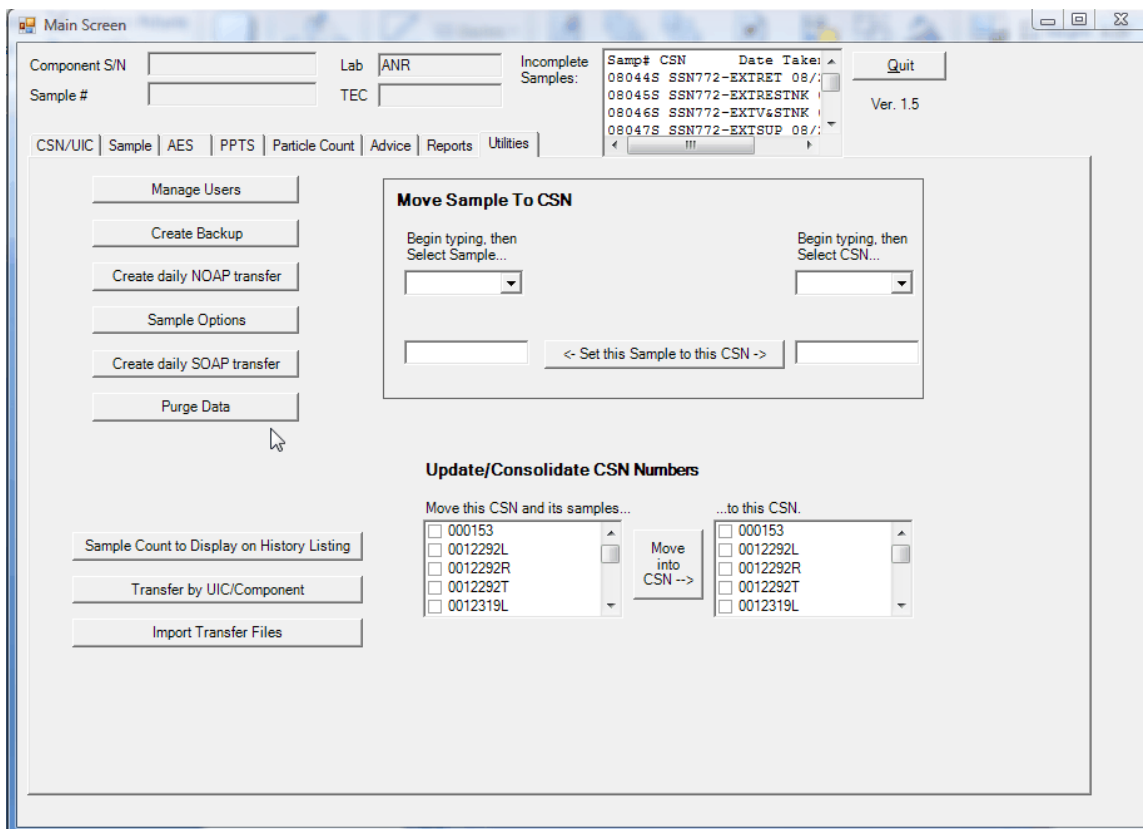 Main Screen
Component S/N
Lab ANR
Incomplete Samples:
Samp# CSN Date Taken
08044S SSN772-EXTRET 08/
08045S SSN772-EXTRESTNK
08046S SSN772-EXTV&STNK
08047S SSN772-EXTSUP 08/
Quit
Sample #
TEC
Ver. 1.5
CSN/UIC Sample AES PPTS Particle Count Advice Reports Utilities
Manage Users
Create Backup
Create daily NOAP transfer
Sample Options
Create daily SOAP transfer
Purge Data
Move Sample To CSN
Begin typing, then
Select Sample...
Begin typing, then
Select CSN...
<- Set this Sample to this CSN ->
Update/Consolidate CSN Numbers
Move this CSN and its samples...
...to this CSN.
000153
0012292L
0012292R
0012292T
0012319L
Move
into
CSN -->
000153
0012292L
0012292R
0012292T
0012319L
Sample Count to Display on History Listing
Transfer by UIC/Component
Import Transfer Files